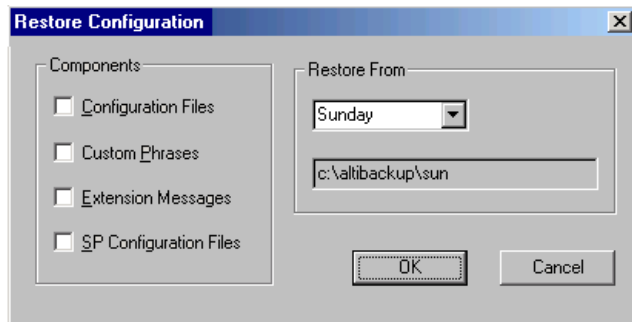 Restore Configuration
Components
Configuration Files
Custom Phrases
Extension Messages
SP Configuration Files
Restore From
Sunday
c:\altibackup\sun
OK
Cancel